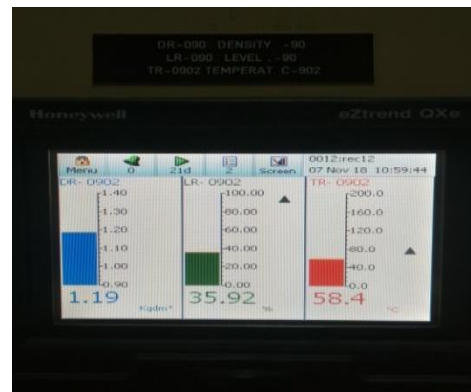 DR-090 DENSITY .-90
LR-090 LEVEL .-90
TR-0902 TEMPERAT C-902
Honeywell
eZtrend QXe
Menu 0 21d 2 Screen
0012:rec12
07 Nov 18 10:59:44
DR- 0902 LR- 0902 TR- 0902
1.40 100.00 200.0
1.30 80.00 160.0
1.20 60.00 120.0
1.10 40.00 80.0
1.00 20.00 40.0
0.90 0.00 0.0
1.19 35.92 58.4
Kgdm³ % °C